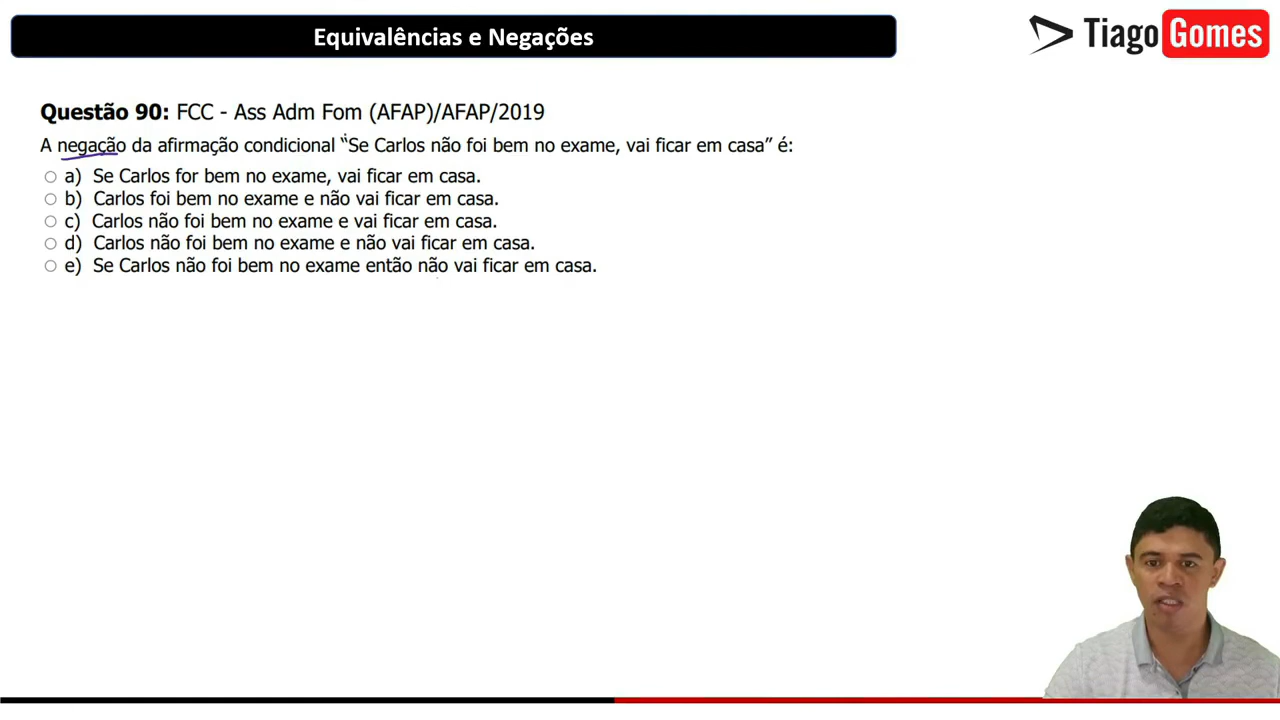 Equivalências e Negações
Tiago Gomes
Questão 90: FCC - Ass Adm Fom (AFAP)/AFAP/2019
A negação da afirmação condicional “Se Carlos não foi bem no exame, vai ficar em casa” é:
a) Se Carlos for bem no exame, vai ficar em casa.
b) Carlos foi bem no exame e não vai ficar em casa.
c) Carlos não foi bem no exame e vai ficar em casa.
d) Carlos não foi bem no exame e não vai ficar em casa.
e) Se Carlos não foi bem no exame então não vai ficar em casa.